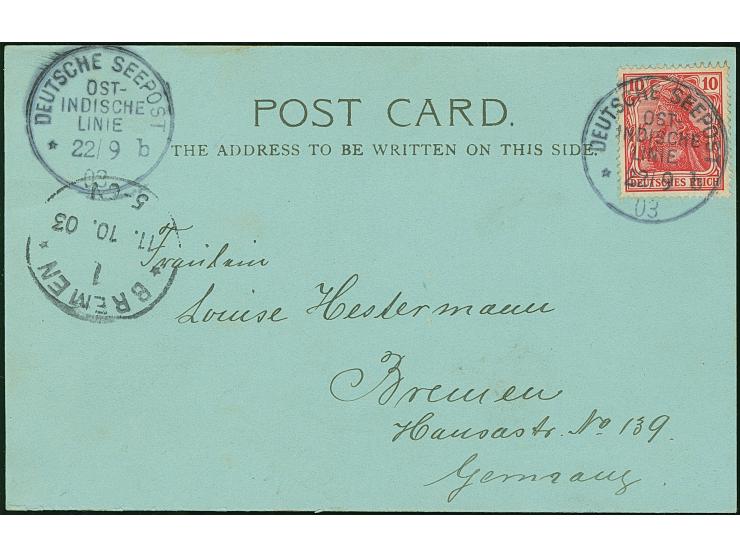 DEUTSCHE SEEPOST
OST-
INDISCHE
LINIE
* 22/9 b
03
POST CARD.
THE ADDRESS TO BE WRITTEN ON THIS SIDE.
10 10
DEUTSCHES REICH
DEUTSCHE SEEPOST
OST-
INDISCHE
LINIE
* 22/9 b
03
* BREMEN *
1
11. 10. 03
5-6 N
Fräulein
Louise Hestermann
Bremen
Hansastr. No 139.
Germany.